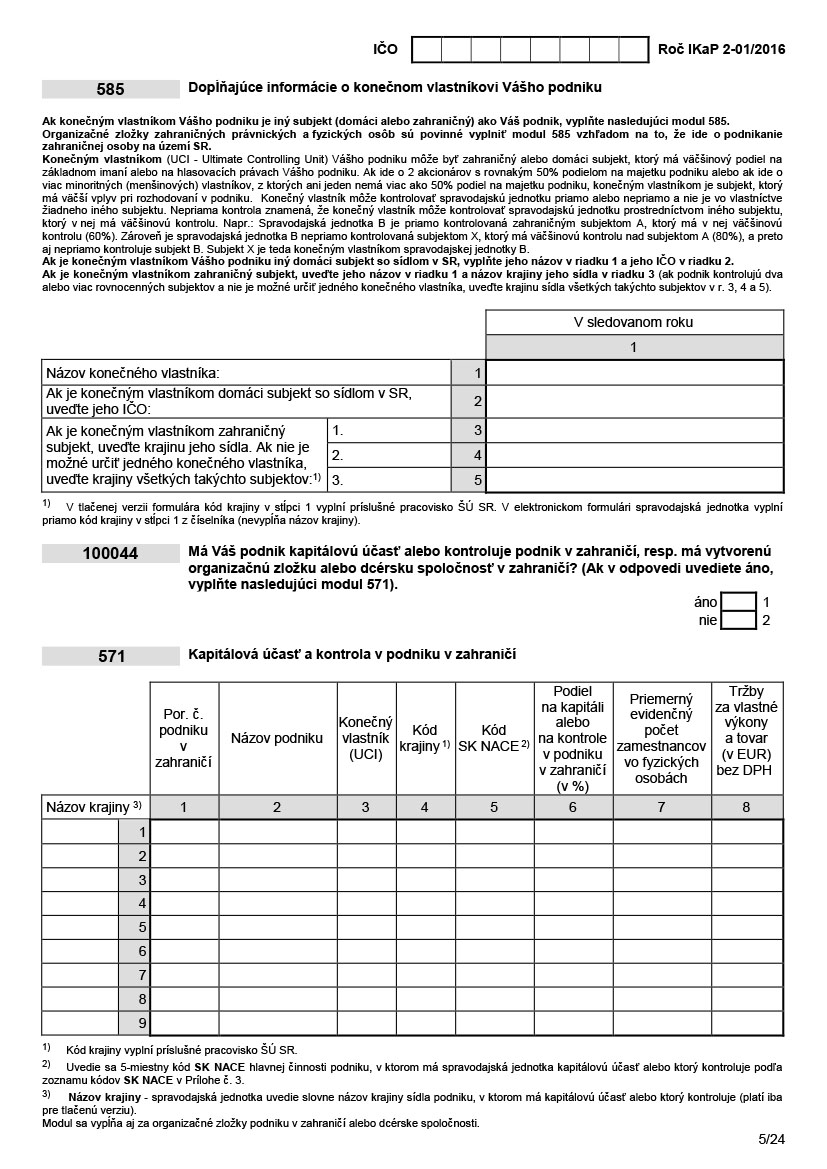 IČO Roč IKaP 2-01/2016
585 Dopĺňajúce informácie o konečnom vlastníkovi Vášho podniku
Ak konečným vlastníkom Vášho podniku je iný subjekt (domáci alebo zahraničný) ako Váš podnik, vyplňte nasledujúci modul 585.
Organizačné zložky zahraničných právnických a fyzických osôb sú povinné vyplniť modul 585 vzhľadom na to, že ide o podnikanie
zahraničnej osoby na území SR.
Konečným vlastníkom (UCI - Ultimate Controlling Unit) Vášho podniku môže byť zahraničný alebo domáci subjekt, ktorý má väčšinový podiel na
základnom imaní alebo na hlasovacích právach Vášho podniku. Ak ide o 2 akcionárov s rovnakým 50% podielom na majetku podniku alebo ak ide o
viac minoritných (menšinových) vlastníkov, z ktorých ani jeden nemá viac ako 50% podiel na majetku podniku, konečným vlastníkom je subjekt, ktorý
má väčší vplyv pri rozhodovaní v podniku. Konečný vlastník môže kontrolovať spravodajskú jednotku priamo alebo nepriamo a nie je vo vlastníctve
žiadneho iného subjektu. Nepriama kontrola znamená, že konečný vlastník môže kontrolovať spravodajskú jednotku prostredníctvom iného subjektu,
ktorý v nej má väčšinovú kontrolu. Napr.: Spravodajská jednotka B je priamo kontrolovaná zahraničným subjektom A, ktorý má v nej väčšinovú
kontrolu (60%). Zároveň je spravodajská jednotka B nepriamo kontrolovaná subjektom X, ktorý má väčšinovú kontrolu nad subjektom A (80%), a preto
aj nepriamo kontroluje subjekt B. Subjekt X je teda konečným vlastníkom spravodajskej jednotky B.
Ak je konečným vlastníkom Vášho podniku iný domáci subjekt so sídlom v SR, vyplňte jeho názov v riadku 1 a jeho IČO v riadku 2.
Ak je konečným vlastníkom zahraničný subjekt, uveďte jeho názov v riadku 1 a názov krajiny jeho sídla v riadku 3 (ak podnik kontrolujú dva
alebo viac rovnocenných subjektov a nie je možné určiť jedného konečného vlastníka, uveďte krajinu sídla všetkých takýchto subjektov v r. 3, 4 a 5).
V sledovanom roku
1
Názov konečného vlastníka: 1
Ak je konečným vlastníkom domáci subjekt so sídlom v SR,
uveďte jeho IČO: 2
Ak je konečným vlastníkom zahraničný
subjekt, uveďte krajinu jeho sídla. Ak nie je
možné určiť jedného konečného vlastníka,
uveďte krajiny všetkých takýchto subjektov:1)
1. 3
2. 4
3. 5
1) V tlačenej verzii formulára kód krajiny v stĺpci 1 vyplní príslušné pracovisko ŠÚ SR. V elektronickom formulári spravodajská jednotka vyplní
priamo kód krajiny v stĺpci 1 z číselníka (nevypĺňa názov krajiny).
100044 Má Váš podnik kapitálovú účasť alebo kontroluje podnik v zahraničí, resp. má vytvorenú
organizačnú zložku alebo dcérsku spoločnosť v zahraničí? (Ak v odpovedi uvediete áno,
vyplňte nasledujúci modul 571).
áno 1
nie 2
571 Kapitálová účasť a kontrola v podniku v zahraničí
Por. č.
podniku
v
zahraničí
Názov podniku
Konečný
vlastník
(UCI)
Kód
krajiny 1)
Kód
SK NACE 2)
Podiel
na kapitáli
alebo
na kontrole
v podniku
v zahraničí
(v %)
Priemerný
evidenčný
počet
zamestnancov
vo fyzických
osobách
Tržby
za vlastné
výkony
a tovar
(v EUR)
bez DPH
Názov krajiny 3) 1 2 3 4 5 6 7 8
1
2
3
4
5
6
7
8
9
1) Kód krajiny vyplní príslušné pracovisko ŠÚ SR.
2) Uvedie sa 5-miestny kód SK NACE hlavnej činnosti podniku, v ktorom má spravodajská jednotka kapitálovú účasť alebo ktorý kontroluje podľa
zoznamu kódov SK NACE v Prílohe č. 3.
3) Názov krajiny - spravodajská jednotka uvedie slovne názov krajiny sídla podniku, v ktorom má kapitálovú účasť alebo ktorý kontroluje (platí iba
pre tlačenú verziu).
Modul sa vypĺňa aj za organizačné zložky podniku v zahraničí alebo dcérske spoločnosti.
5/24